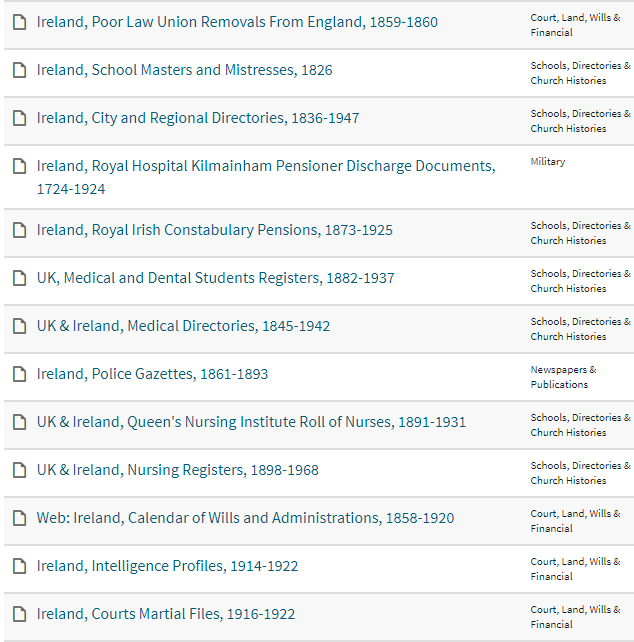 Ireland, Poor Law Union Removals From England, 1859-1860
Court, Land, Wills &
Financial
Ireland, School Masters and Mistresses, 1826
Schools, Directories &
Church Histories
Ireland, City and Regional Directories, 1836-1947
Schools, Directories &
Church Histories
Ireland, Royal Hospital Kilmainham Pensioner Discharge Documents,
1724-1924
Military
Ireland, Royal Irish Constabulary Pensions, 1873-1925
Schools, Directories &
Church Histories
UK, Medical and Dental Students Registers, 1882-1937
Schools, Directories &
Church Histories
UK & Ireland, Medical Directories, 1845-1942
Schools, Directories &
Church Histories
Ireland, Police Gazettes, 1861-1893
Newspapers &
Publications
UK & Ireland, Queen's Nursing Institute Roll of Nurses, 1891-1931
Schools, Directories &
Church Histories
UK & Ireland, Nursing Registers, 1898-1968
Schools, Directories &
Church Histories
Web: Ireland, Calendar of Wills and Administrations, 1858-1920
Court, Land, Wills &
Financial
Ireland, Intelligence Profiles, 1914-1922
Court, Land, Wills &
Financial
Ireland, Courts Martial Files, 1916-1922
Court, Land, Wills &
Financial